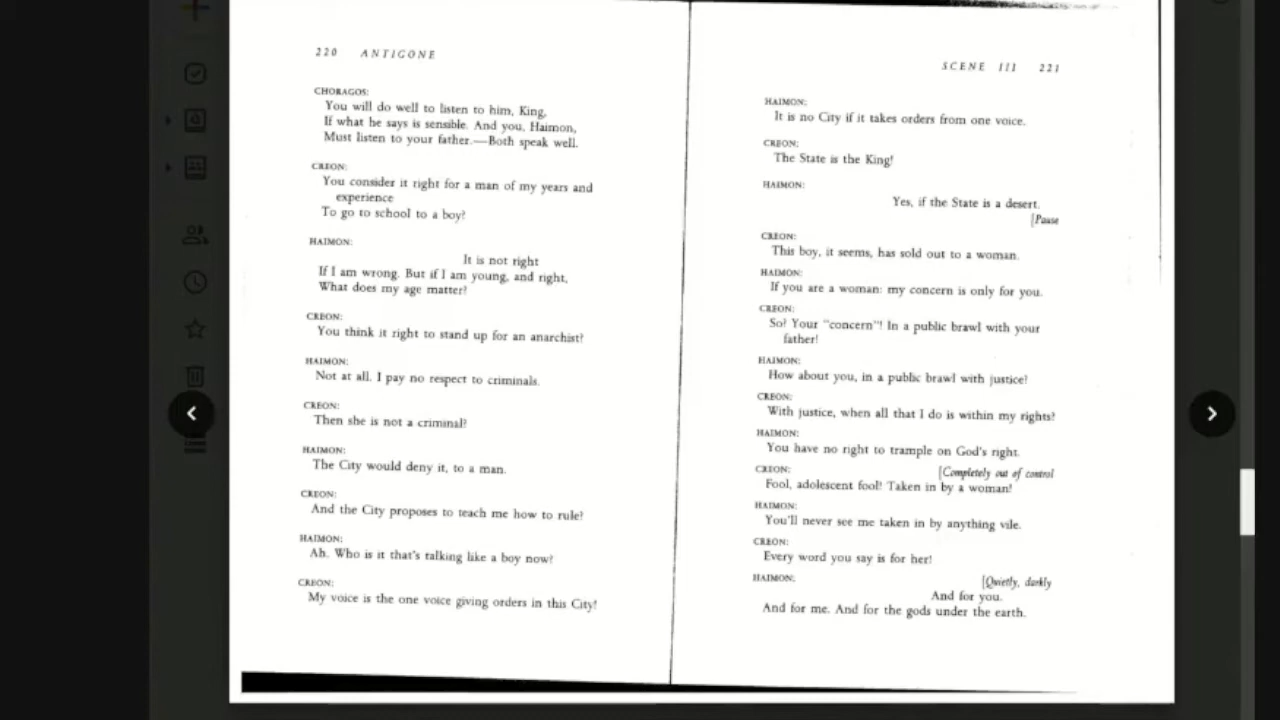 220 ANTIGONE
CHORAGOS:
You will do well to listen to him, King,
If what he says is sensible. And you, Haimon,
Must listen to your father.—Both speak well.
CREON:
You consider it right for a man of my years and
experience
To go to school to a boy?
HAIMON:
It is not right
If I am wrong. But if I am young, and right,
What does my age matter?
CREON:
You think it right to stand up for an anarchist?
HAIMON:
Not at all. I pay no respect to criminals.
CREON:
Then she is not a criminal?
HAIMON:
The City would deny it, to a man.
CREON:
And the City proposes to teach me how to rule?
HAIMON:
Ah. Who is it that's talking like a boy now?
CREON:
My voice is the one voice giving orders in this City!
SCENE III 221
HAIMON:
It is no City if it takes orders from one voice.
CREON:
The State is the King!
HAIMON:
Yes, if the State is a desert.
[Pause
CREON:
This boy, it seems, has sold out to a woman.
HAIMON:
If you are a woman: my concern is only for you.
CREON:
So? Your "concern"! In a public brawl with your
father!
HAIMON:
How about you, in a public brawl with justice?
CREON:
With justice, when all that I do is within my rights?
HAIMON:
You have no right to trample on God's right.
CREON: [Completely out of control
Fool, adolescent fool! Taken in by a woman!
HAIMON:
You'll never see me taken in by anything vile.
CREON:
Every word you say is for her!
HAIMON: [Quietly, darkly
And for you.
And for me. And for the gods under the earth.